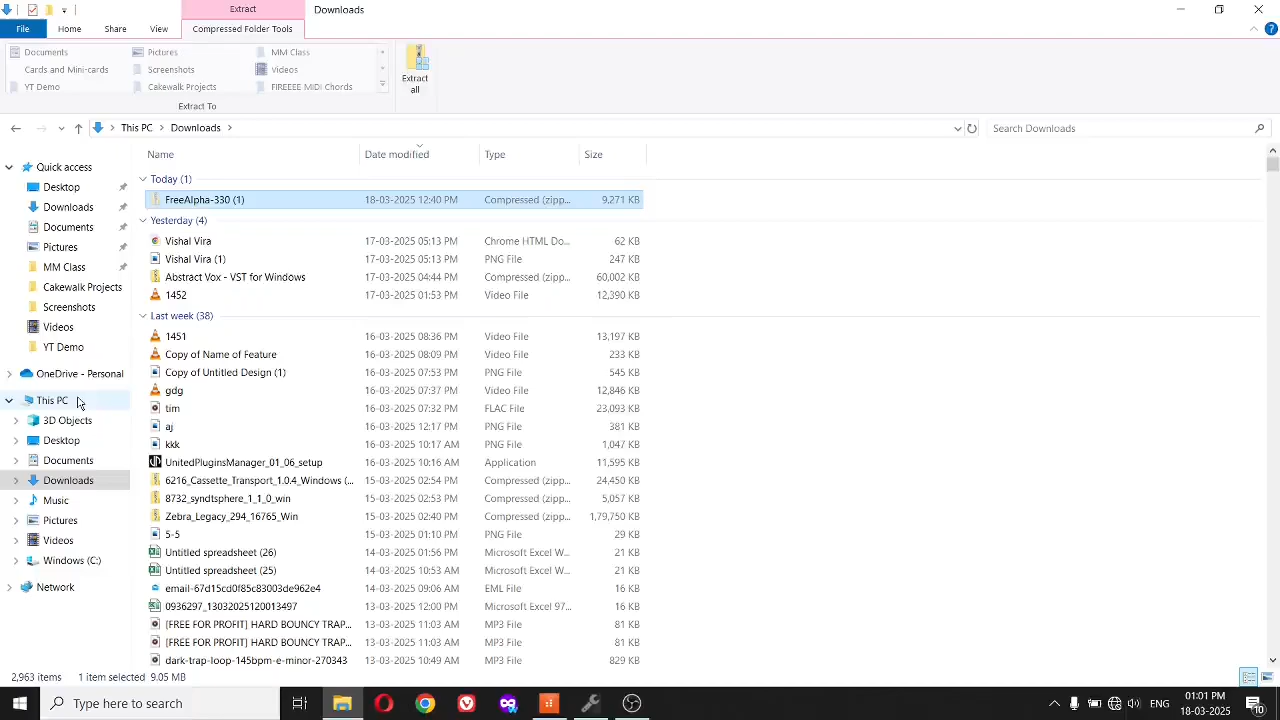 Extract
Downloads
File
Home
Share
View
Compressed Folder Tools
Documents
Pictures
MM Class
Cards and Mini-cards
Screenshots
Videos
YT Demo
Cakewalk Projects
FIREEEE MIDI Chords
Extract all
Extract To
This PC
Downloads
Search Downloads
Name
Date modified
Type
Size
Quick access
Desktop
Downloads
Documents
Pictures
MM Class
Cakewalk Projects
Screenshots
Videos
YT Demo
OneDrive - Personal
This PC
3D Objects
Desktop
Documents
Downloads
Music
Pictures
Videos
Windows (C:)
Network
Today (1)
FreeAlpha-330 (1) 18-03-2025 12:40 PM Compressed (zipp... 9,271 KB
Yesterday (4)
Vishal Vira 17-03-2025 05:13 PM Chrome HTML Do... 62 KB
Vishal Vira (1) 17-03-2025 05:13 PM PNG File 247 KB
Abstract Vox - VST for Windows 17-03-2025 04:44 PM Compressed (zipp... 60,002 KB
1452 17-03-2025 01:53 PM Video File 12,390 KB
Last week (38)
1451 16-03-2025 08:36 PM Video File 13,197 KB
Copy of Name of Feature 16-03-2025 08:09 PM Video File 233 KB
Copy of Untitled Design (1) 16-03-2025 07:53 PM PNG File 545 KB
gdg 16-03-2025 07:37 PM Video File 12,846 KB
tim 16-03-2025 07:32 PM FLAC File 23,093 KB
aj 16-03-2025 12:17 PM PNG File 381 KB
kkk 16-03-2025 10:17 AM PNG File 1,047 KB
UnitedPluginsManager_01_06_setup 16-03-2025 10:16 AM Application 11,595 KB
6216_Cassette_Transport_1.0.4_Windows (... 15-03-2025 02:54 PM Compressed (zipp... 24,450 KB
8732_syndtsphere_1_1_0_win 15-03-2025 02:53 PM Compressed (zipp... 5,057 KB
Zebra_Legacy_294_16765_Win 15-03-2025 02:40 PM Compressed (zipp... 1,79,750 KB
5-5 15-03-2025 01:10 PM PNG File 29 KB
Untitled spreadsheet (26) 14-03-2025 01:56 PM Microsoft Excel W... 21 KB
Untitled spreadsheet (25) 14-03-2025 10:53 AM Microsoft Excel W... 21 KB
email-67d15cd0f85c83003de962e4 14-03-2025 09:06 AM EML File 16 KB
0936297_13032025120013497 13-03-2025 12:00 PM Microsoft Excel 97... 16 KB
[FREE FOR PROFIT] HARD BOUNCY TRAP... 13-03-2025 11:03 AM MP3 File 81 KB
[FREE FOR PROFIT] HARD BOUNCY TRAP... 13-03-2025 11:03 AM MP3 File 81 KB
dark-trap-loop-145bpm-e-minor-270343 13-03-2025 10:49 AM MP3 File 829 KB
2,963 items 1 item selected 9.05 MB
Type here to search
ENG
01:01 PM
18-03-2025